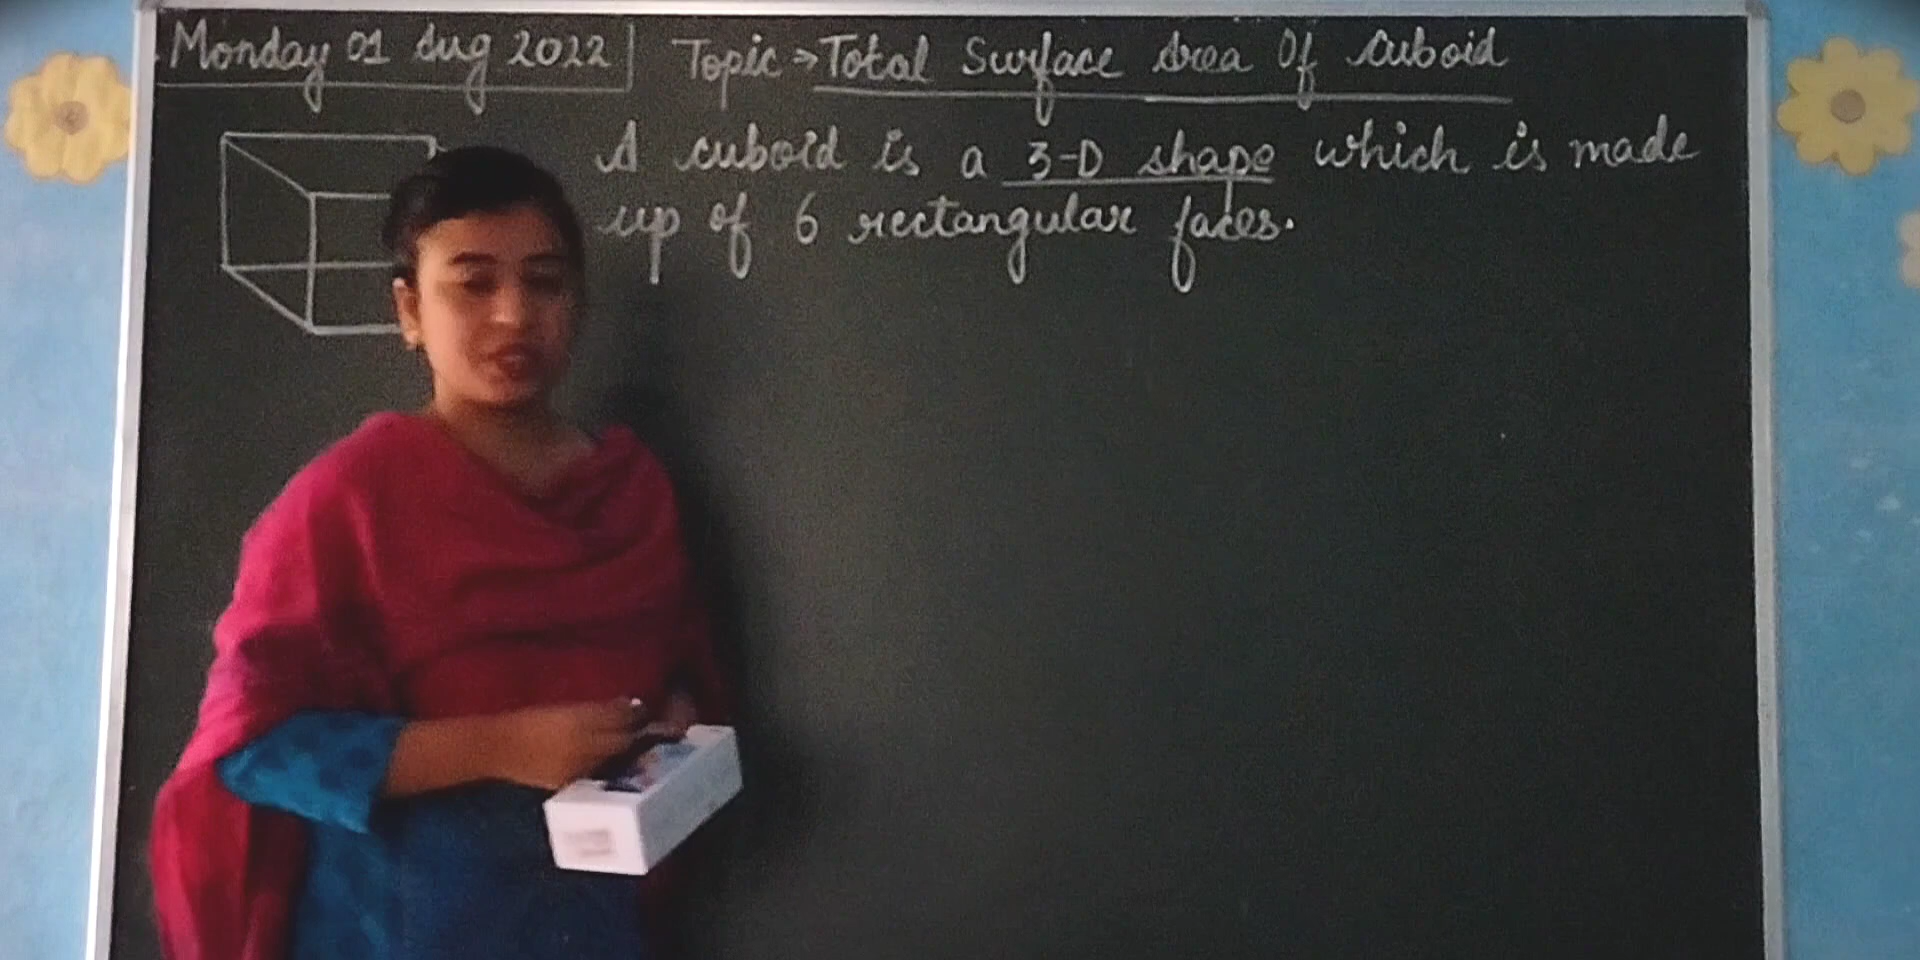 Monday 01 Aug 2022
Topic → Total Surface Area Of Cuboid
A cuboid is a 3-D shape which is made
up of 6 rectangular faces.